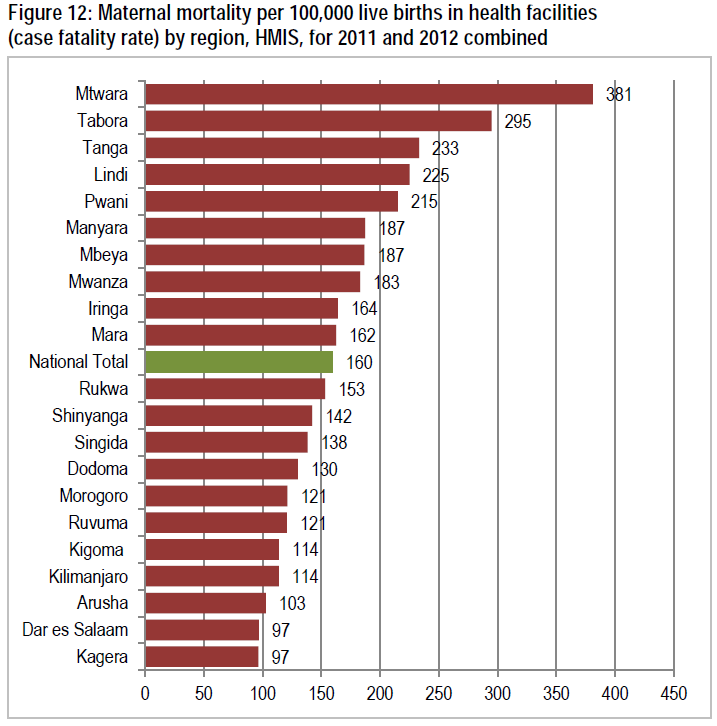 Figure 12: Maternal mortality per 100,000 live births in health facilities
(case fatality rate) by region, HMIS, for 2011 and 2012 combined
Mtwara 381
Tabora 295
Tanga 233
Lindi 225
Pwani 215
Manyara 187
Mbeya 187
Mwanza 183
Iringa 164
Mara 162
National Total 160
Rukwa 153
Shinyanga 142
Singida 138
Dodoma 130
Morogoro 121
Ruvuma 121
Kigoma 114
Kilimanjaro 114
Arusha 103
Dar es Salaam 97
Kagera 97
0 50 100 150 200 250 300 350 400 450